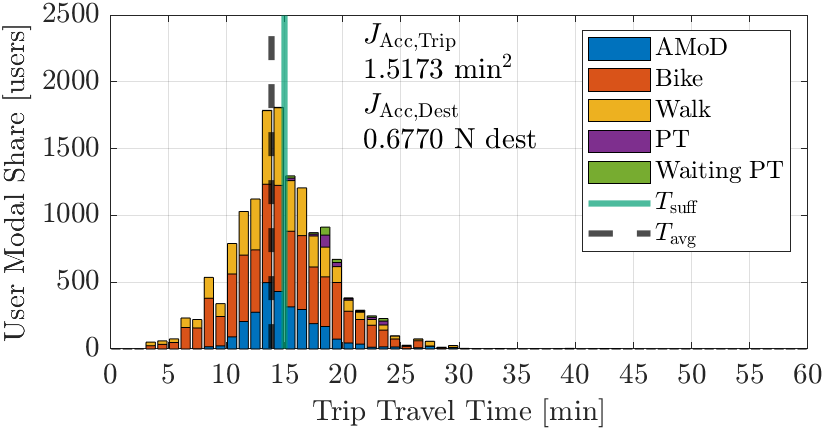 User Modal Share [users]
2500
2000
1500
1000
500
0
J_Acc,Trip
1.5173 min²
J_Acc,Dest
0.6770 N dest
AMoD
Bike
Walk
PT
Waiting PT
T_suff
T_avg
0 5 10 15 20 25 30 35 40 45 50 55 60
Trip Travel Time [min]